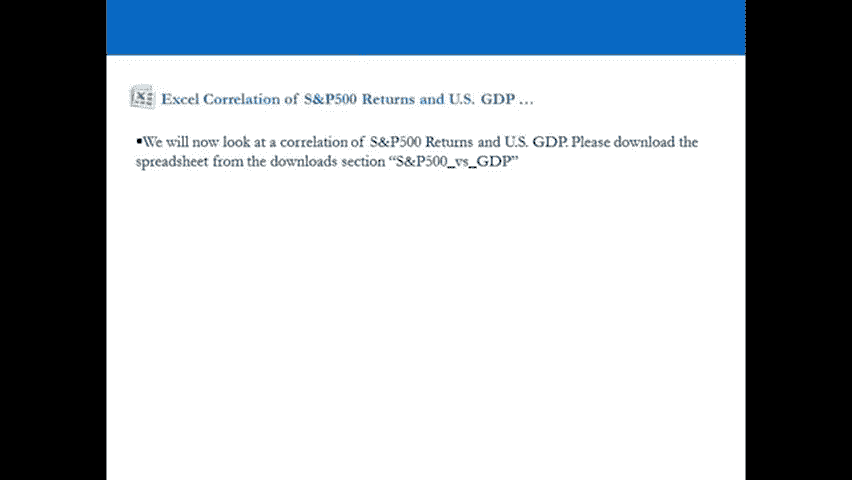 Excel Correlation of S&P500 Returns and U.S. GDP ...
▪We will now look at a correlation of S&P500 Returns and U.S. GDP. Please download the
spreadsheet from the downloads section “S&P500_vs_GDP”